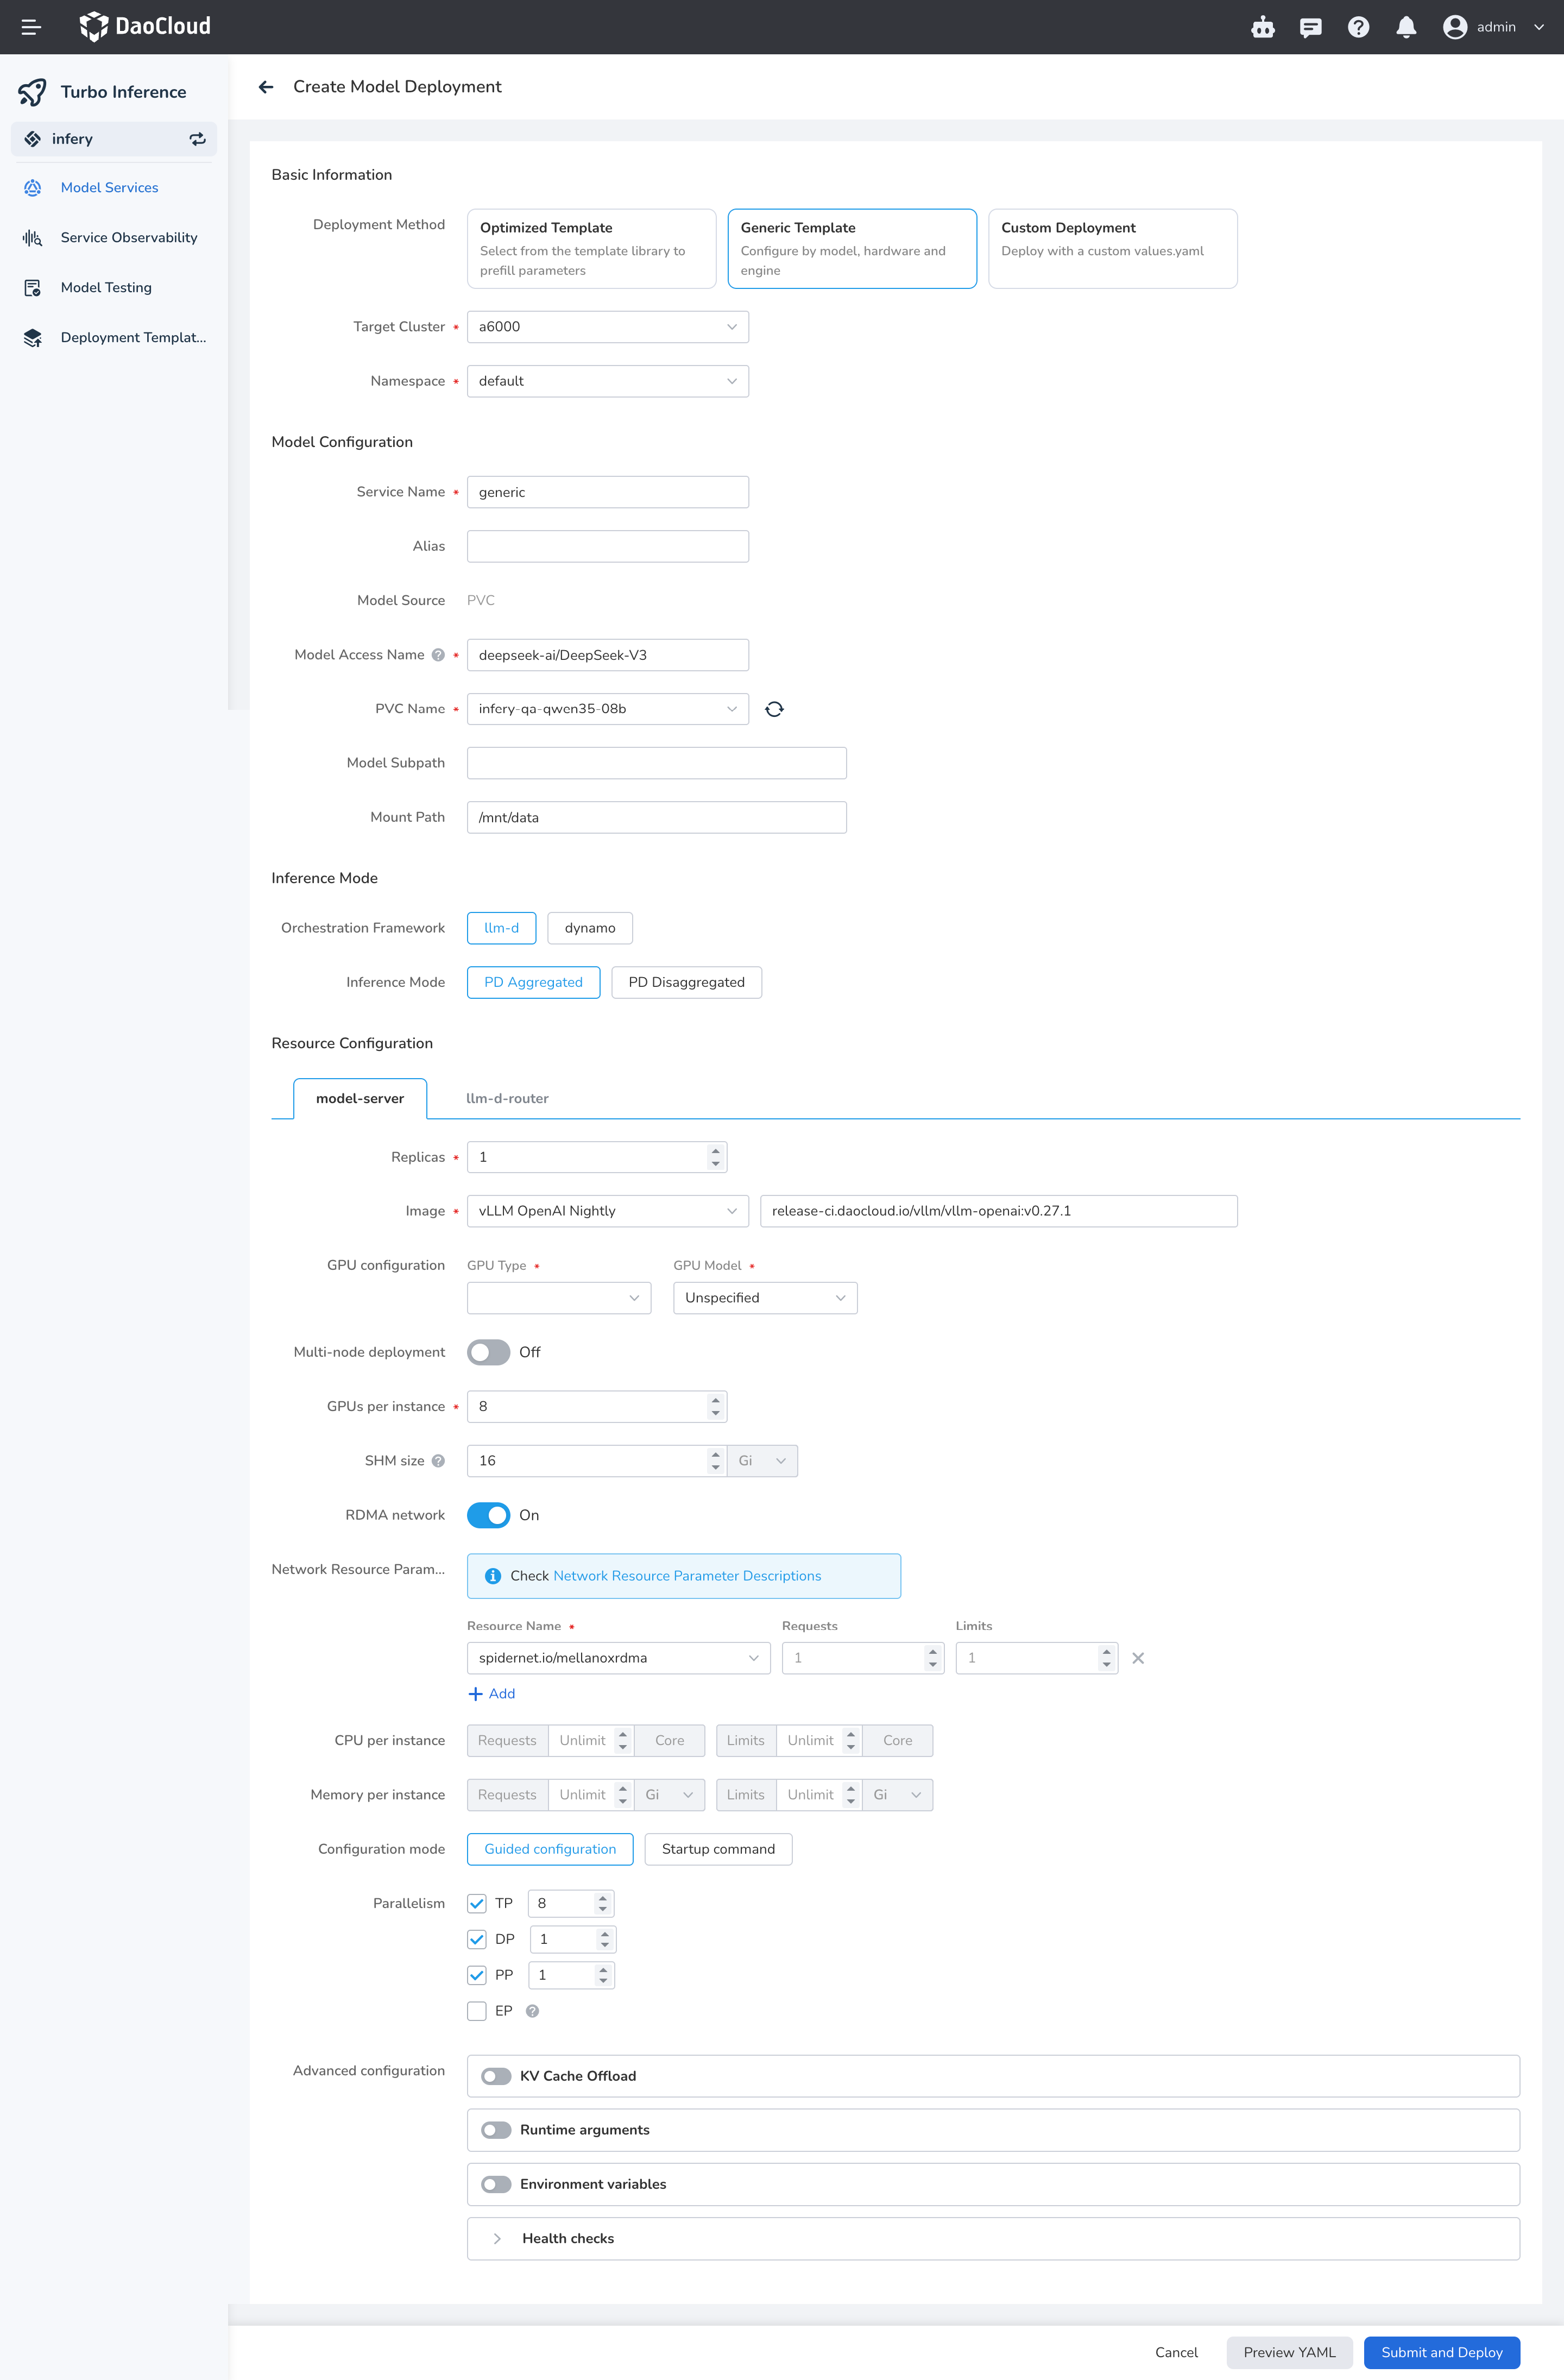 DaoCloud
admin
Turbo Inference
infery
Model Services
Service Observability
Model Testing
Deployment Templat...
Create Model Deployment
Basic Information
Deployment Method
Optimized Template
Select from the template library to
prefill parameters
Generic Template
Configure by model, hardware and
engine
Custom Deployment
Deploy with a custom values.yaml
Target Cluster * a6000
Namespace * default
Model Configuration
Service Name * generic
Alias
Model Source PVC
Model Access Name * deepseek-ai/DeepSeek-V3
PVC Name * infery-qa-qwen35-08b
Model Subpath
Mount Path /mnt/data
Inference Mode
Orchestration Framework llm-d dynamo
Inference Mode PD Aggregated PD Disaggregated
Resource Configuration
model-server llm-d-router
Replicas * 1
Image * vLLM OpenAI Nightly release-ci.daocloud.io/vllm/vllm-openai:v0.27.1
GPU configuration GPU Type * GPU Model *
Unspecified
Multi-node deployment Off
GPUs per instance * 8
SHM size 16 Gi
RDMA network On
Network Resource Param... Check Network Resource Parameter Descriptions
Resource Name * Requests Limits
spidernet.io/mellanoxrdma 1 1
+ Add
CPU per instance Requests Unlimit Core Limits Unlimit Core
Memory per instance Requests Unlimit Gi Limits Unlimit Gi
Configuration mode Guided configuration Startup command
Parallelism TP 8
DP 1
PP 1
EP
Advanced configuration KV Cache Offload
Runtime arguments
Environment variables
Health checks
Cancel Preview YAML Submit and Deploy